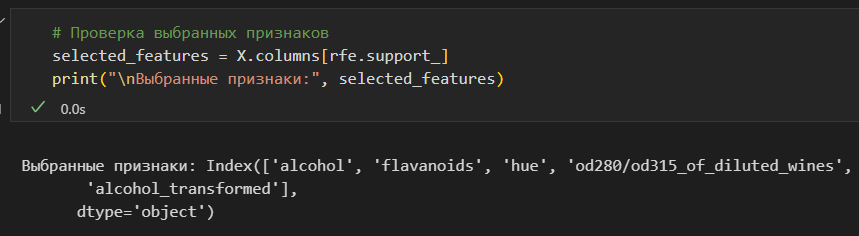 # Проверка выбранных признаков
selected_features = X.columns[rfe.support_]
print("\nВыбранные признаки:", selected_features)
0.0s
Выбранные признаки: Index(['alcohol', 'flavanoids', 'hue', 'od280/od315_of_diluted_wines',
       'alcohol_transformed'],
      dtype='object')